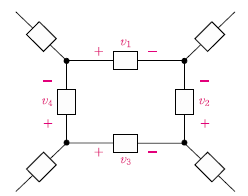 v₁
+ −
− −
v₄ v₂
+ +
+ −
v₃